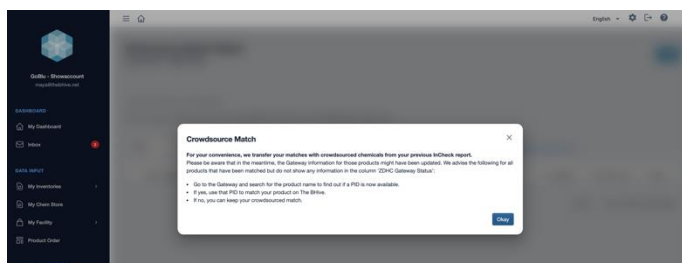 English
GoBlu - Showaccount
maya@thebhive.net
DASHBOARD
My Dashboard
Inbox
DATA INPUT
My Inventories
My Chem Store
My Facility
Product Order
Crowdsource Match
For your convenience, we transfer your matches with crowdsourced chemicals from your previous InCheck report.
Please be aware that in the meantime, the Gateway information for those products might have been updated. We advise the following for all
products that have been matched but do not show any information in the column 'ZDHC Gateway Status':
Go to the Gateway and search for the product name to find out if a PID is now available.
If yes, use that PID to match your product on The BHive.
If no, you can keep your crowdsourced match.
Okay